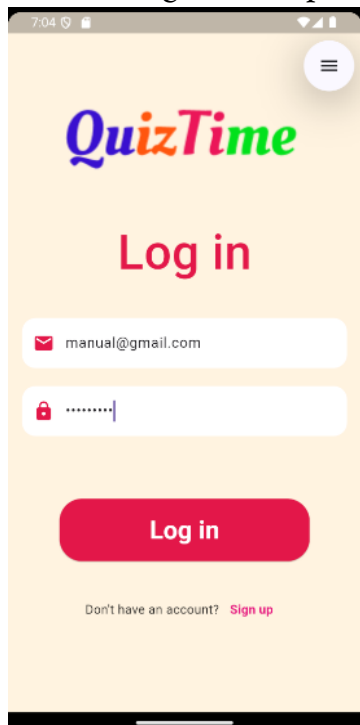 7:04
QuizTime
Log in
manual@gmail.com
•••••••••
Log in
Don't have an account? Sign up